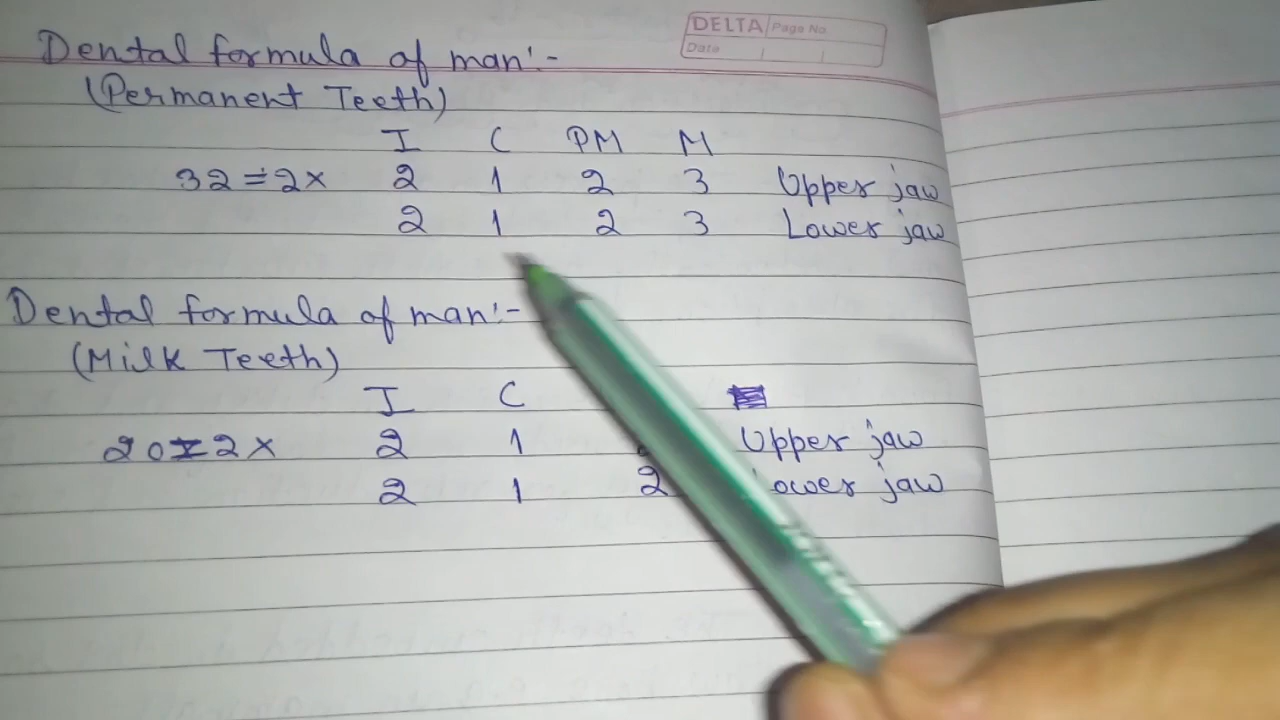 DELTA Page No.
Date
Dental formula of man:-
(Permanent Teeth)
I C PM M
32 = 2x 2 1 2 3 Upper jaw
2 1 2 3 Lower jaw
Dental formula of man:-
(Milk Teeth)
I C
20 = 2x 2 1 Upper jaw
2 1 2 jaw